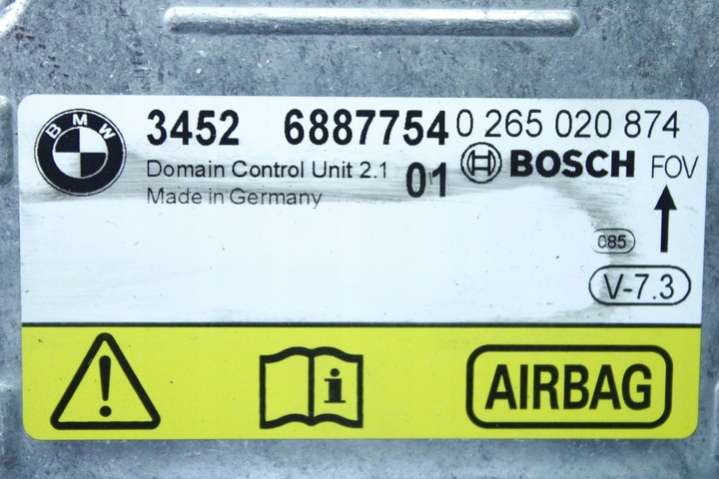 BMW
3452 6887754 0 265 020 874
Domain Control Unit 2.1 01 BOSCH FOV
Made in Germany
085
V-7.3
! i AIRBAG